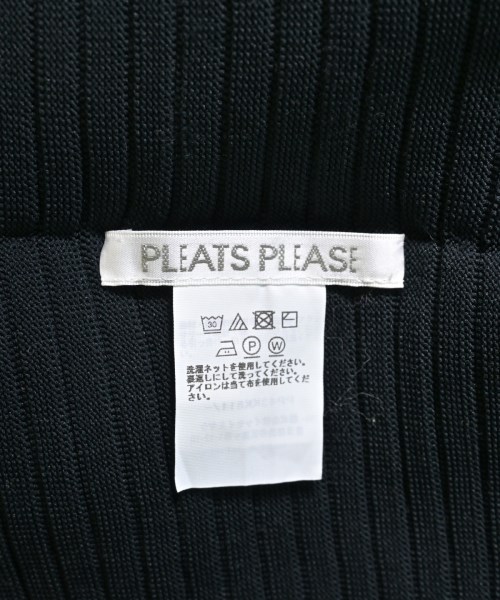 PLEATS PLEASE
30
P W
洗濯ネットを使用してください。
裏返しにして洗ってください。
アイロンは当て布を使用してください。